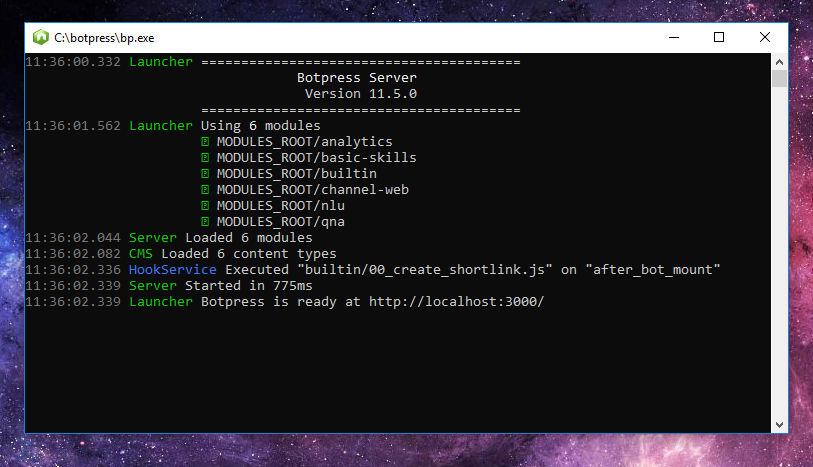 C:\botpress\bp.exe
11:36:00.332 Launcher ========================================
Botpress Server
Version 11.5.0
========================================
11:36:01.562 Launcher Using 6 modules
⍰ MODULES_ROOT/analytics
⍰ MODULES_ROOT/basic-skills
⍰ MODULES_ROOT/builtin
⍰ MODULES_ROOT/channel-web
⍰ MODULES_ROOT/nlu
⍰ MODULES_ROOT/qna
11:36:02.044 Server Loaded 6 modules
11:36:02.082 CMS Loaded 6 content types
11:36:02.336 HookService Executed "builtin/00_create_shortlink.js" on "after_bot_mount"
11:36:02.339 Server Started in 775ms
11:36:02.339 Launcher Botpress is ready at http://localhost:3000/